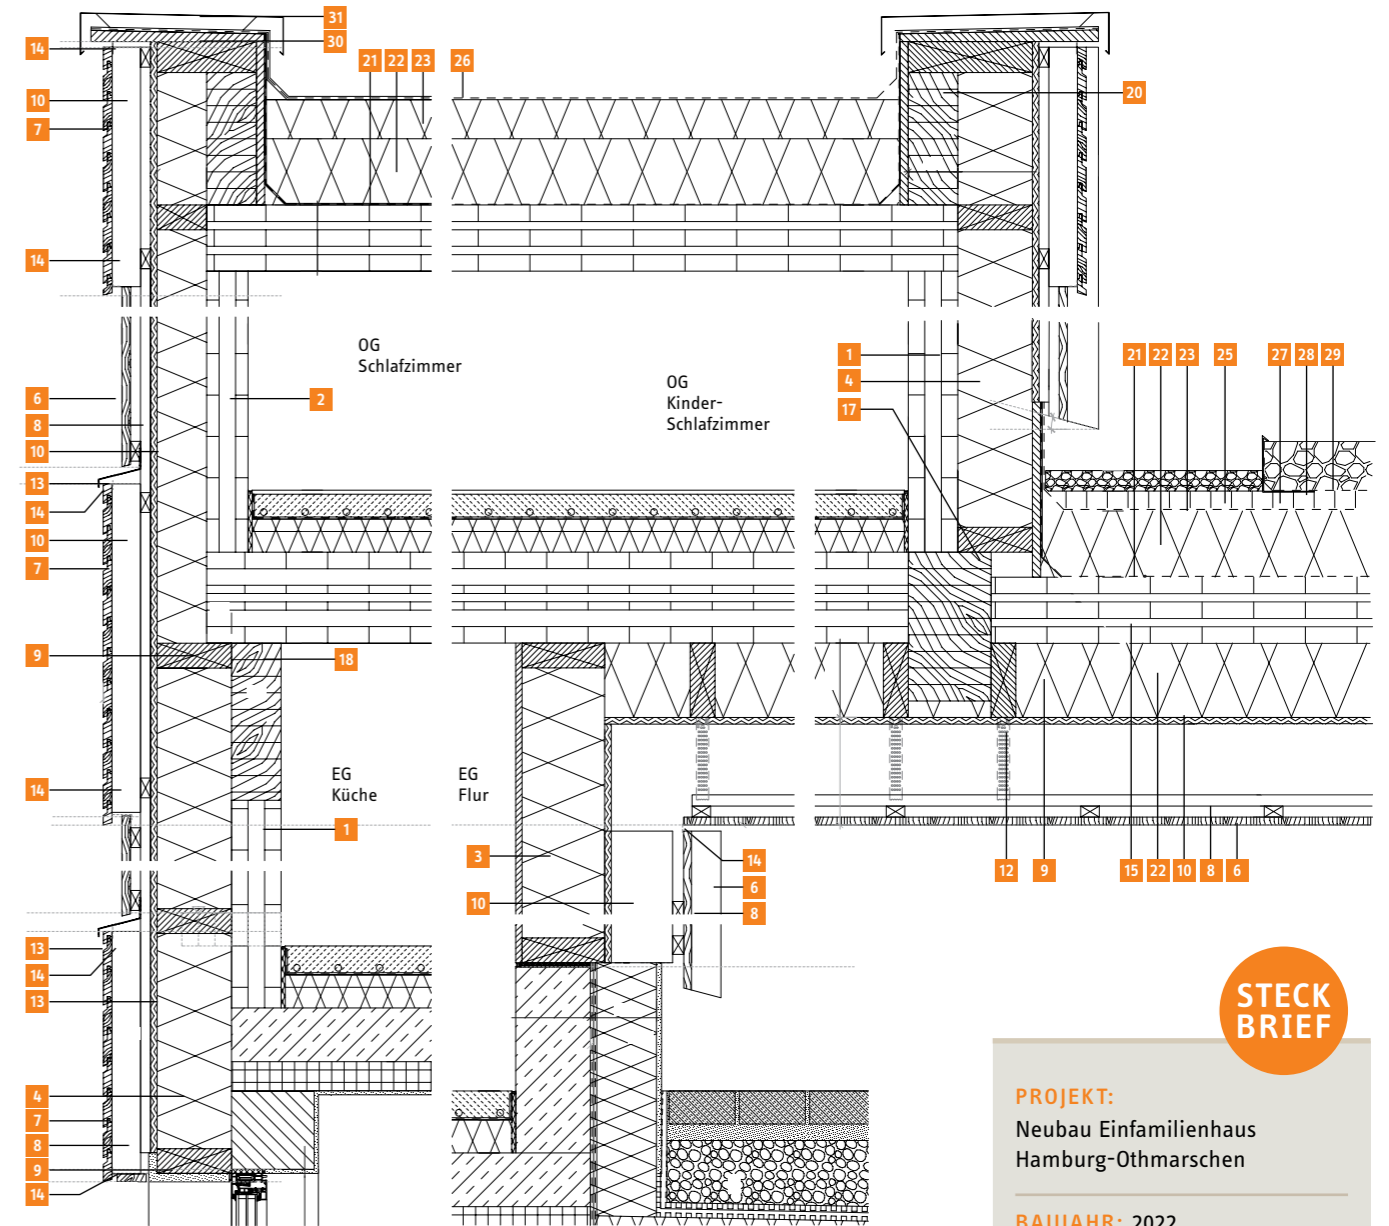 31
30
14
21 22 23 26
10
20
7
14
OG
Schlafzimmer
1
21 22 23 25 27 28 29
OG
Kinder-
Schlafzimmer
4
6
2
17
8
10
13
14
10
7
9
18
EG
Küche
EG
Flur
14
1
3
14
12 9 15 22 10 8 6
6
10
8
13
14
13
STECK
BRIEF
4
7
8
9
14
PROJEKT:
Neubau Einfamilienhaus
Hamburg-Othmarschen
BAUJAHR: 2022